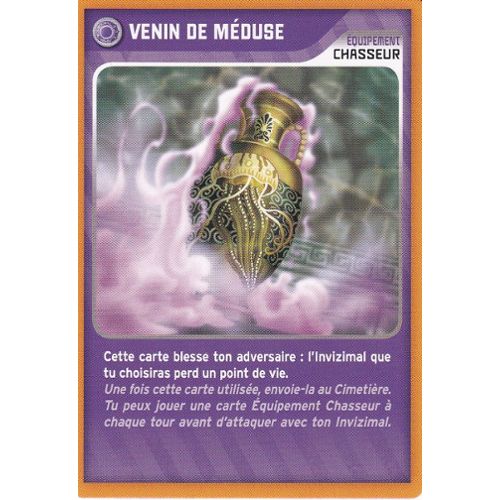 VENIN DE MÉDUSE
ÉQUIPEMENT
CHASSEUR
Cette carte blesse ton adversaire : l'Invizimal que
tu choisiras perd un point de vie.
Une fois cette carte utilisée, envoie-la au Cimetière.
Tu peux jouer une carte Équipement Chasseur à
chaque tour avant d'attaquer avec ton Invizimal.